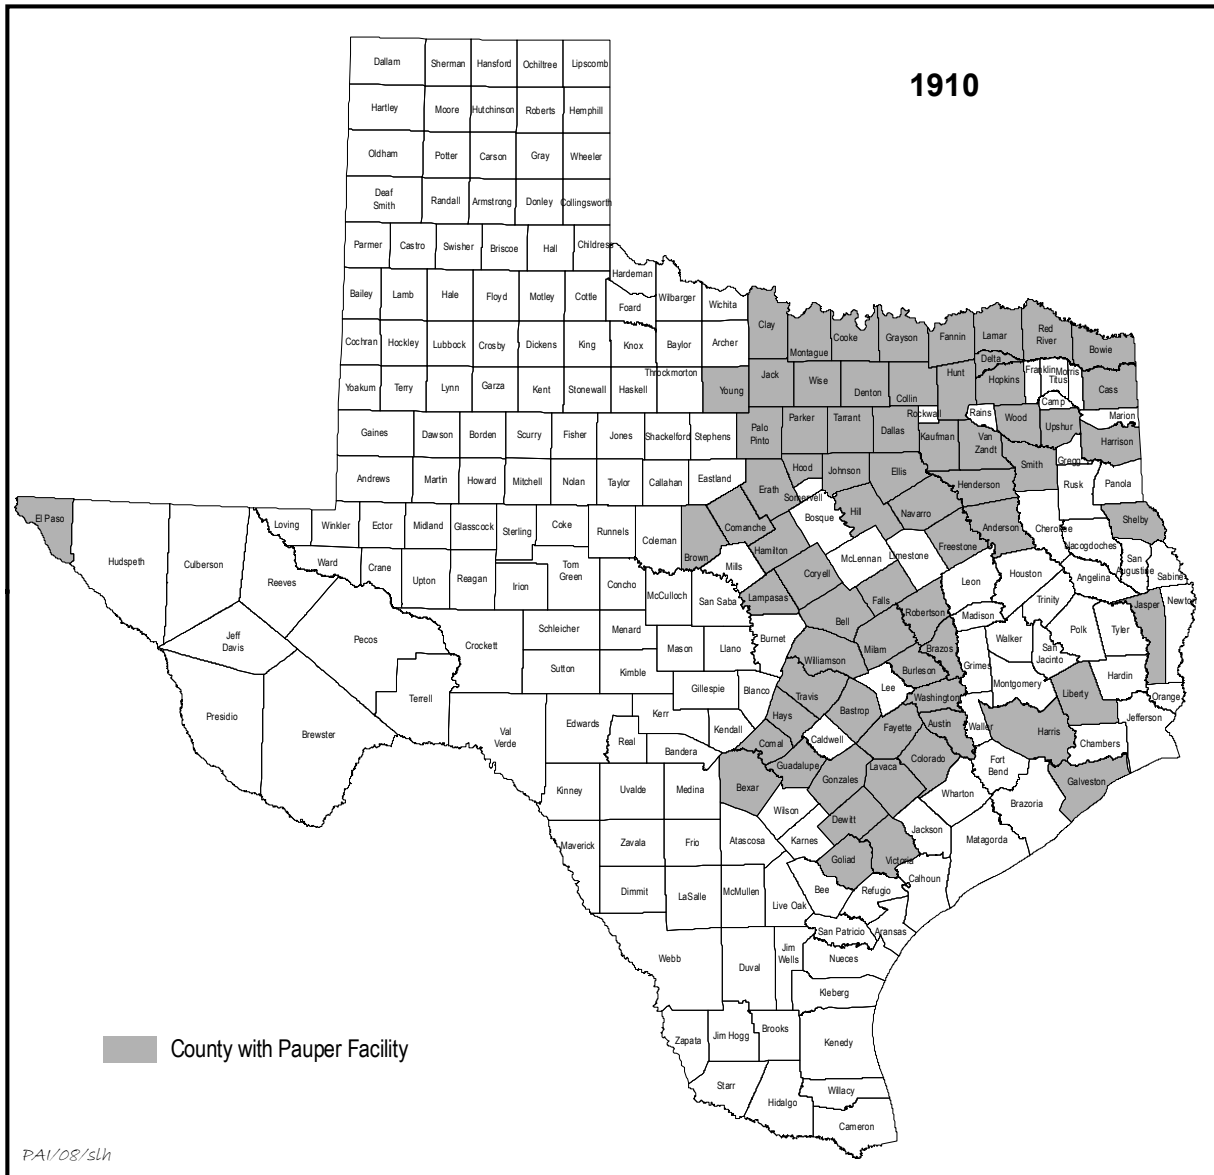 1910
Dallam Sherman Hansford Ochiltree Lipscomb
Hartley Moore Hutchinson Roberts Hemphill
Oldham Potter Carson Gray Wheeler
Deaf
Smith Randall Armstrong Donley Collingsworth
Parmer Castro Swisher Briscoe Hall Childress
Hardeman
Bailey Lamb Hale Floyd Motley Cottle Foard Wilbarger Wichita
Clay Montague Cooke Grayson Fannin Lamar Red
River Bowie
Cochran Hockley Lubbock Crosby Dickens King Knox Baylor Archer
Delta
Yoakum Terry Lynn Garza Kent Stonewall Haskell Throckmorton Young Jack Wise Denton Collin Hunt Hopkins Franklin Titus Morris Cass
Camp
Gaines Dawson Borden Scurry Fisher Jones Shackelford Stephens Palo
Pinto Parker Tarrant Dallas Rockwall Kaufman Rains Van
Zandt Wood Upshur Marion Harrison
Gregg
Andrews Martin Howard Mitchell Nolan Taylor Callahan Eastland Erath Hood Somervell Johnson Ellis Henderson Smith Rusk Panola
El Paso Hudspeth Culberson Reeves Loving Winkler Ector Midland Glasscock Sterling Coke Runnels Coleman Brown Comanche Bosque Hill Navarro Anderson Cherokee Shelby
Ward Crane Upton Reagan Irion Tom
Green Concho McCulloch San Saba Mills Hamilton McLennan Limestone Freestone Nacogdoches San
Augustine Sabine
Lampasas Coryell Falls Leon Houston Angelina Trinity Jasper Newton
Jeff
Davis Pecos Crockett Schleicher Menard Mason Llano Burnet Bell Robertson Madison Walker Polk Tyler
Terrell Sutton Kimble Williamson Milam Brazos Grimes San
Jacinto Hardin
Presidio Brewster Val
Verde Edwards Kerr Gillespie Blanco Travis Lee Burleson Washington Montgomery Liberty Orange
Real Bandera Kendall Hays Comal Caldwell Bastrop Fayette Austin Waller Harris Jefferson
Chambers
Kinney Uvalde Medina Bexar Guadalupe Gonzales Lavaca Colorado Fort
Bend Galveston
Wilson Wharton Brazoria
Maverick Zavala Frio Atascosa Karnes Dewitt Jackson Matagorda
Goliad Victoria
Dimmit LaSalle McMullen Live Oak Bee Refugio Calhoun
San Patricio Aransas
Webb Duval Jim
Wells Nueces
Kleberg
Zapata Jim Hogg Brooks Kenedy
Starr Hidalgo Willacy
Cameron
County with Pauper Facility
PAI/08/slh